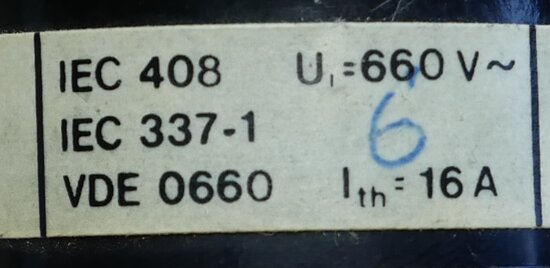 IEC 408 Ui=660 V~
IEC 337-1
6
VDE 0660 Ith=16 A